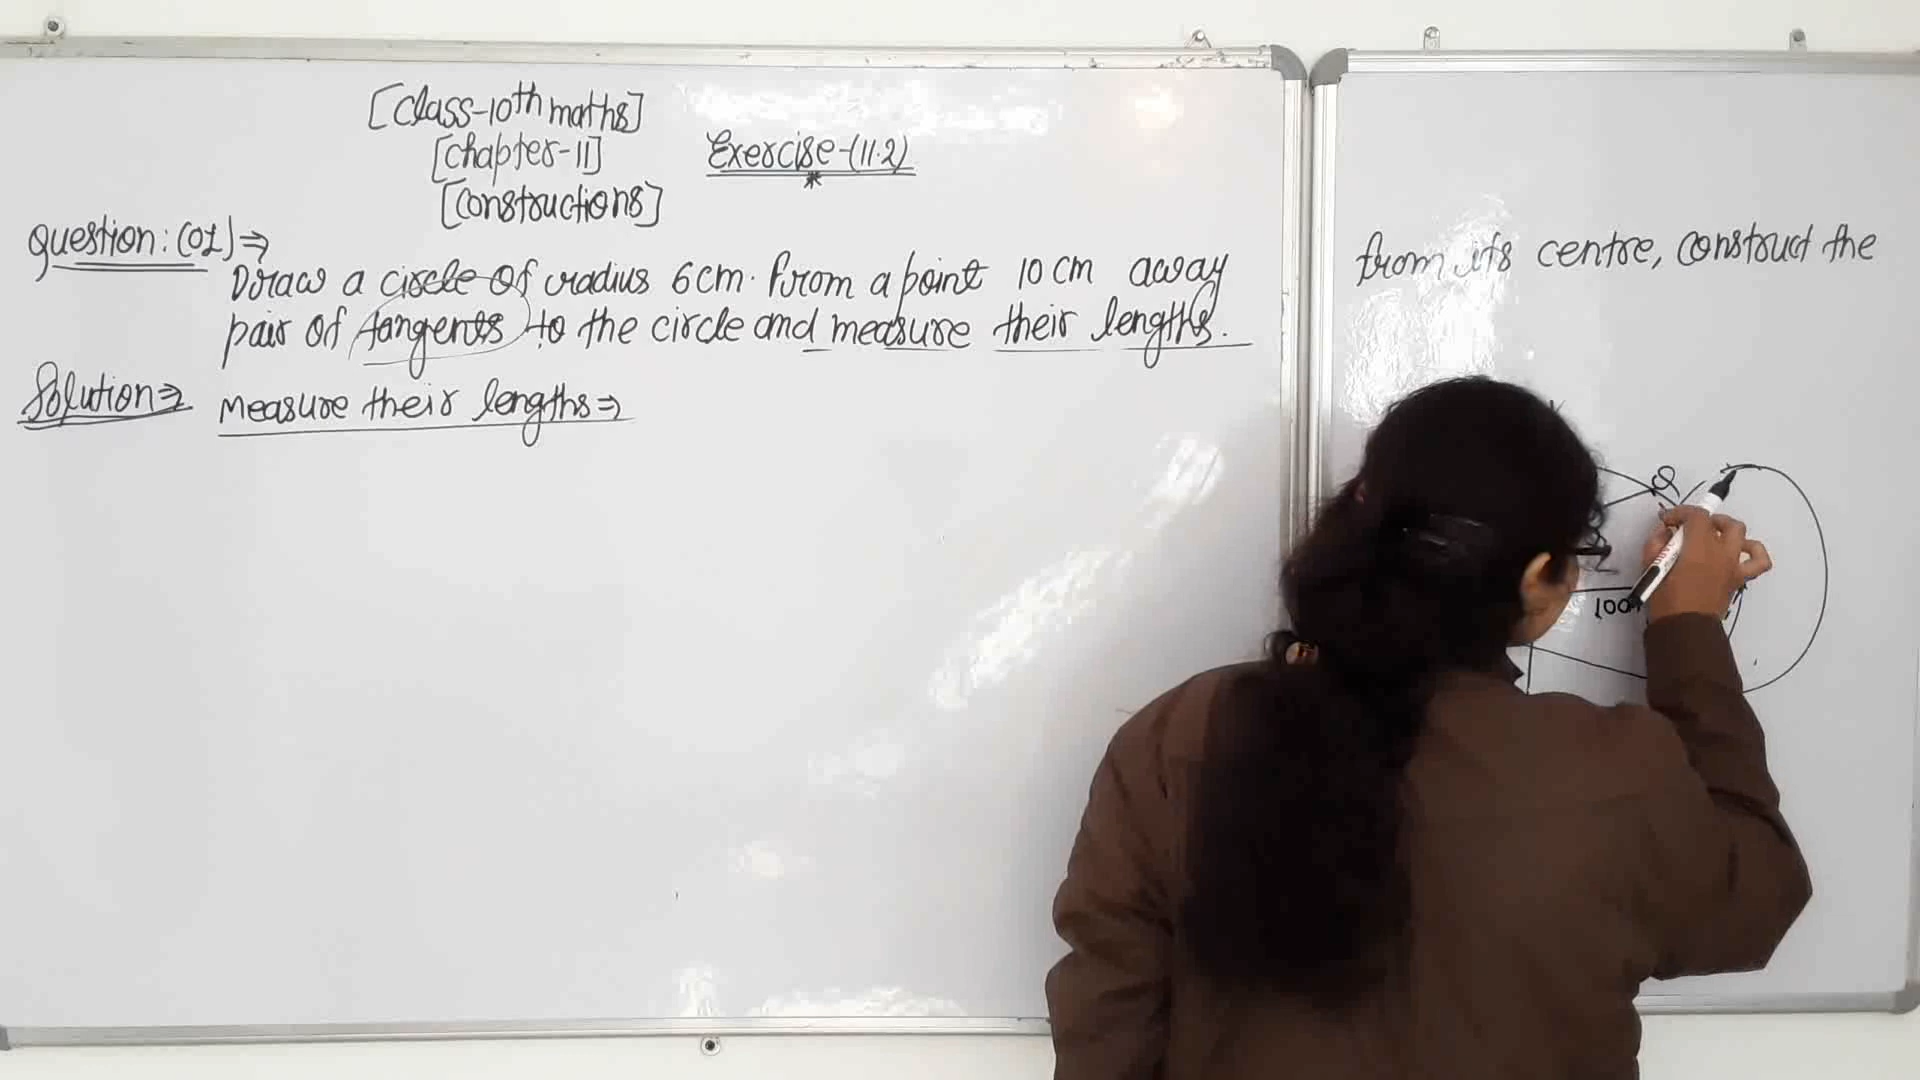 [Class-10th maths]
[chapter-11]
Exercise-(11.2)
[constructions]
Question:(01)⇒
Draw a circle of radius 6cm. From a point 10cm away from its centre, construct the
pair of tangents to the circle and measure their lengths.
Solution⇒ Measure their lengths⇒
Q